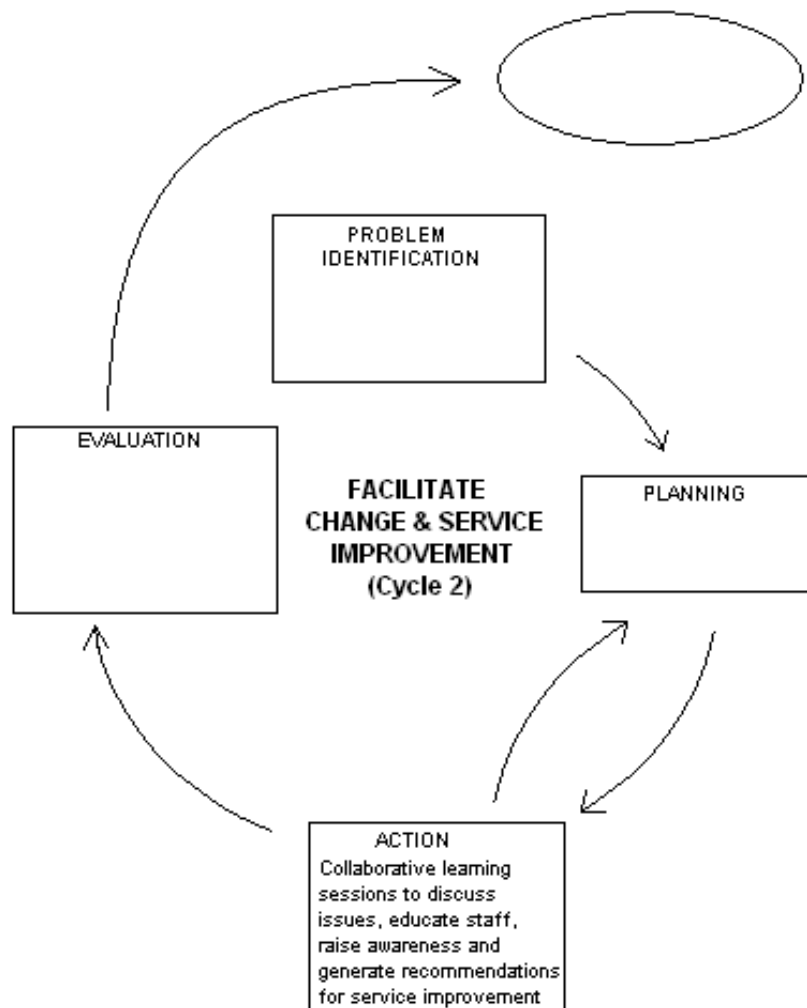 PROBLEM
IDENTIFICATION
EVALUATION
FACILITATE
CHANGE & SERVICE
IMPROVEMENT
(Cycle 2)
PLANNING
ACTION
Collaborative learning
sessions to discuss
issues, educate staff,
raise awareness and
generate recommendations
for service improvement